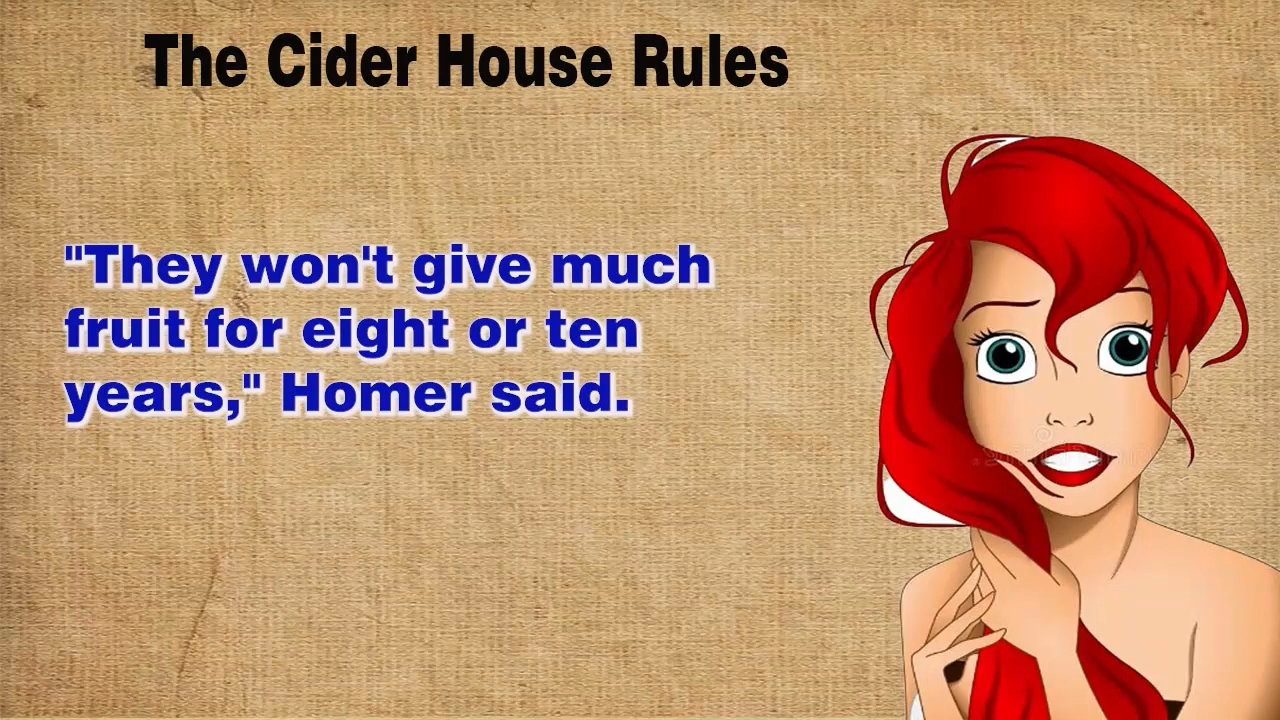 The Cider House Rules
"They won't give much
fruit for eight or ten
years," Homer said.